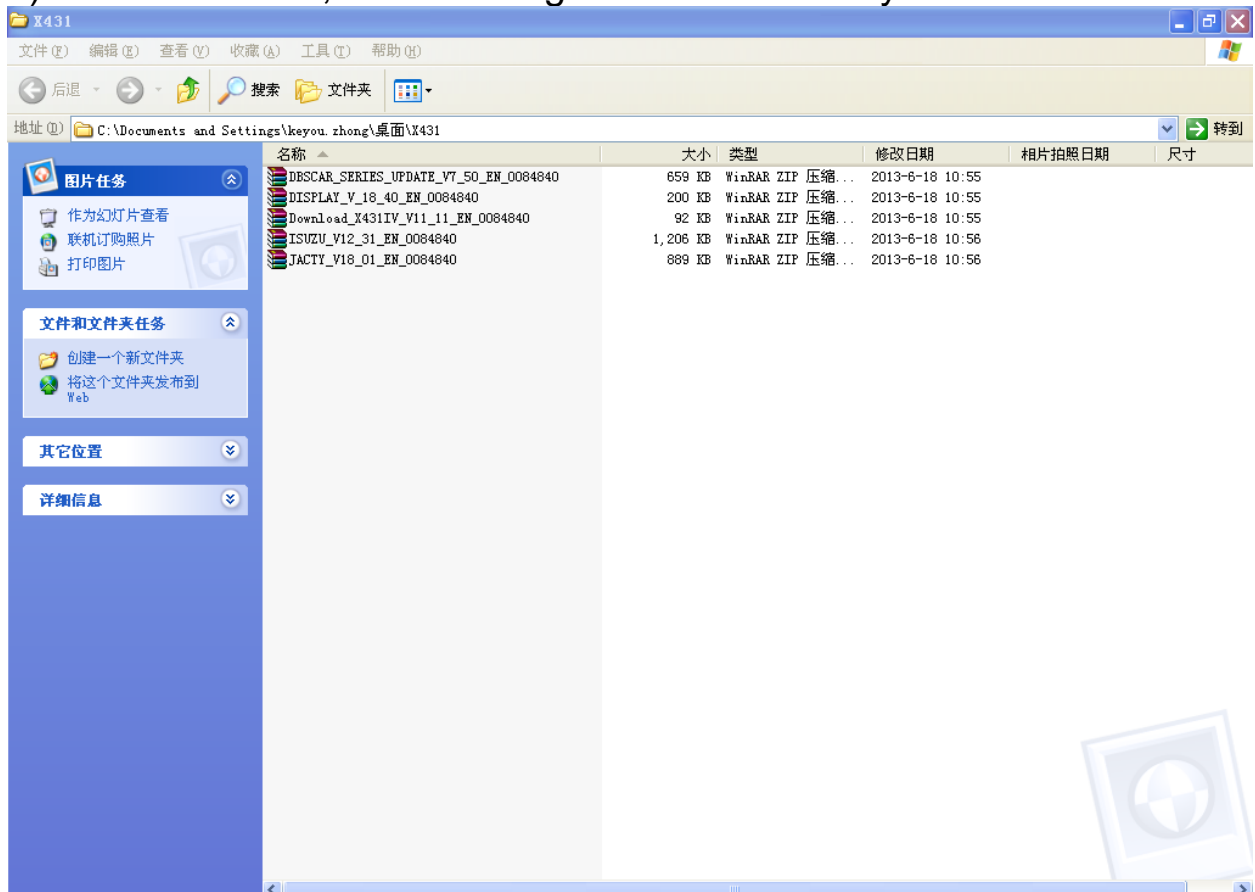 X431
文件(F) 编辑(E) 查看(V) 收藏(A) 工具(T) 帮助(H)
后退 搜索 文件夹
地址(D) C:\Documents and Settings\keyou.zhong\桌面\X431 转到
名称 大小 类型 修改日期 相片拍照日期 尺寸
DBSCAR_SERIES_UPDATE_V7_50_EN_0084840 659 KB WinRAR ZIP 压缩... 2013-6-18 10:55
DISPLAY_V_18_40_EN_0084840 200 KB WinRAR ZIP 压缩... 2013-6-18 10:55
Download_X431IV_V11_11_EN_0084840 92 KB WinRAR ZIP 压缩... 2013-6-18 10:55
ISUZU_V12_31_EN_0084840 1,206 KB WinRAR ZIP 压缩... 2013-6-18 10:56
JACTY_V18_01_EN_0084840 889 KB WinRAR ZIP 压缩... 2013-6-18 10:56
图片任务
作为幻灯片查看
联机订购照片
打印图片
文件和文件夹任务
创建一个新文件夹
将这个文件夹发布到
Web
其它位置
详细信息